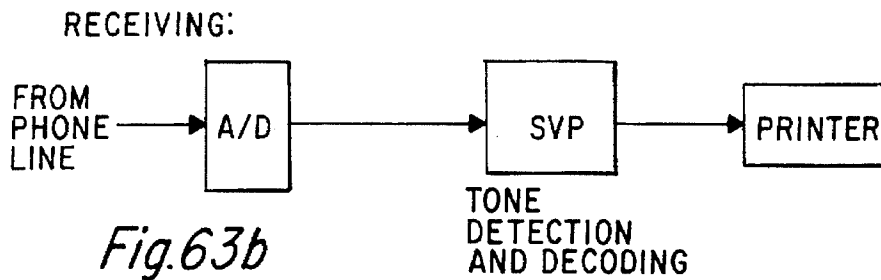 RECEIVING:
FROM
PHONE
LINE
A/D
SVP
PRINTER
TONE
DETECTION
AND DECODING
Fig.63b